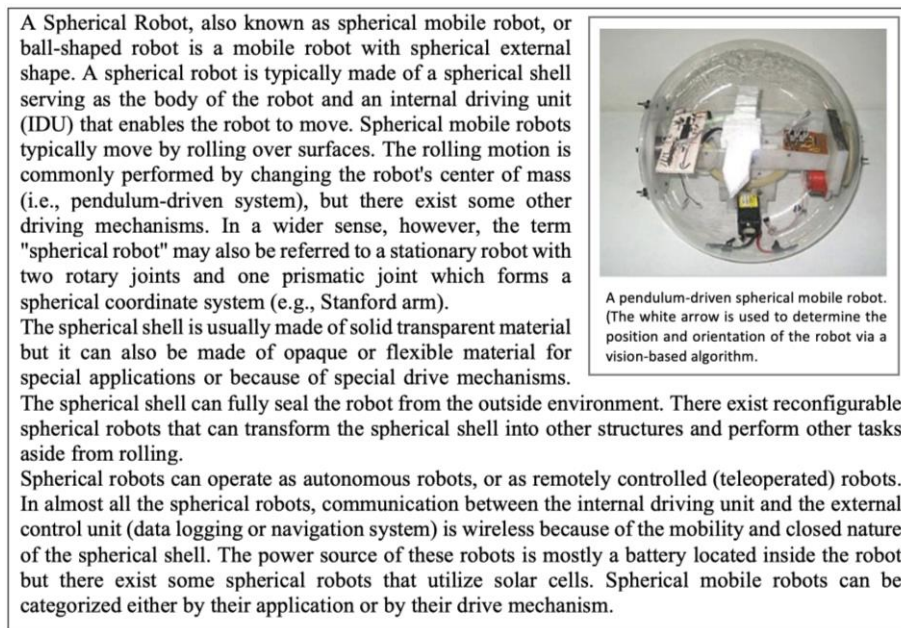 A Spherical Robot, also known as spherical mobile robot, or
ball-shaped robot is a mobile robot with spherical external
shape. A spherical robot is typically made of a spherical shell
serving as the body of the robot and an internal driving unit
(IDU) that enables the robot to move. Spherical mobile robots
typically move by rolling over surfaces. The rolling motion is
commonly performed by changing the robot's center of mass
(i.e., pendulum-driven system), but there exist some other
driving mechanisms. In a wider sense, however, the term
"spherical robot" may also be referred to a stationary robot with
two rotary joints and one prismatic joint which forms a
spherical coordinate system (e.g., Stanford arm).
The spherical shell is usually made of solid transparent material
but it can also be made of opaque or flexible material for
special applications or because of special drive mechanisms.
The spherical shell can fully seal the robot from the outside environment. There exist reconfigurable
spherical robots that can transform the spherical shell into other structures and perform other tasks
aside from rolling.
Spherical robots can operate as autonomous robots, or as remotely controlled (teleoperated) robots.
In almost all the spherical robots, communication between the internal driving unit and the external
control unit (data logging or navigation system) is wireless because of the mobility and closed nature
of the spherical shell. The power source of these robots is mostly a battery located inside the robot
but there exist some spherical robots that utilize solar cells. Spherical mobile robots can be
categorized either by their application or by their drive mechanism.
A pendulum-driven spherical mobile robot.
(The white arrow is used to determine the
position and orientation of the robot via a
vision-based algorithm.